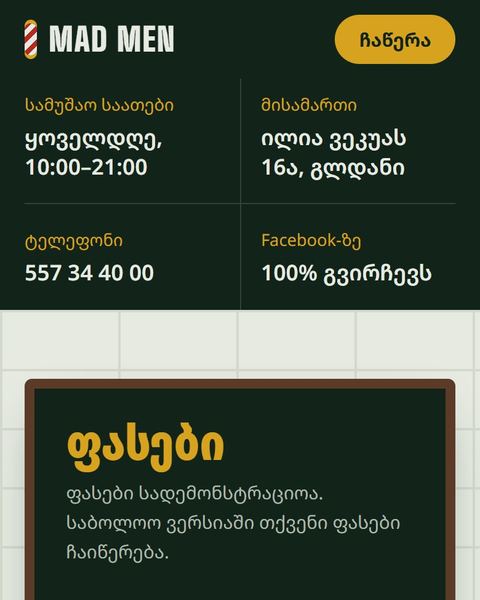 MAD MEN
ჩაწერა
სამუშაო საათები
ყოველდღე,
10:00–21:00
მისამართი
ილია ვეკუას
16ა, გლდანი
ტელეფონი
557 34 40 00
Facebook-ზე
100% გვირჩევს
ფასები
ფასები სადემონსტრაციოა.
საბოლოო ვერსიაში თქვენი ფასები
ჩაიწერება.